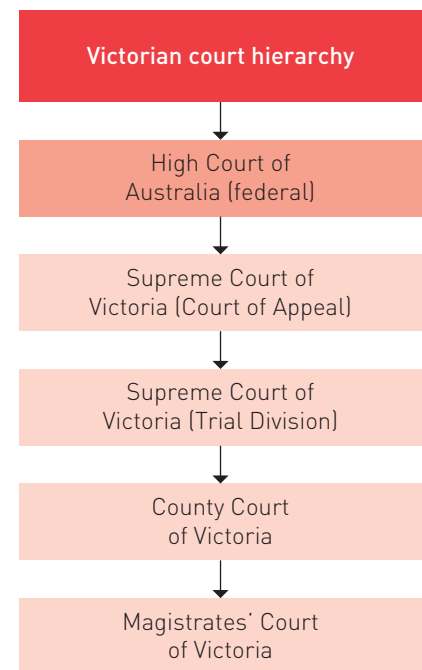 Victorian court hierarchy
High Court of
Australia (federal)
Supreme Court of
Victoria (Court of Appeal)
Supreme Court of
Victoria (Trial Division)
County Court
of Victoria
Magistrates’ Court
of Victoria